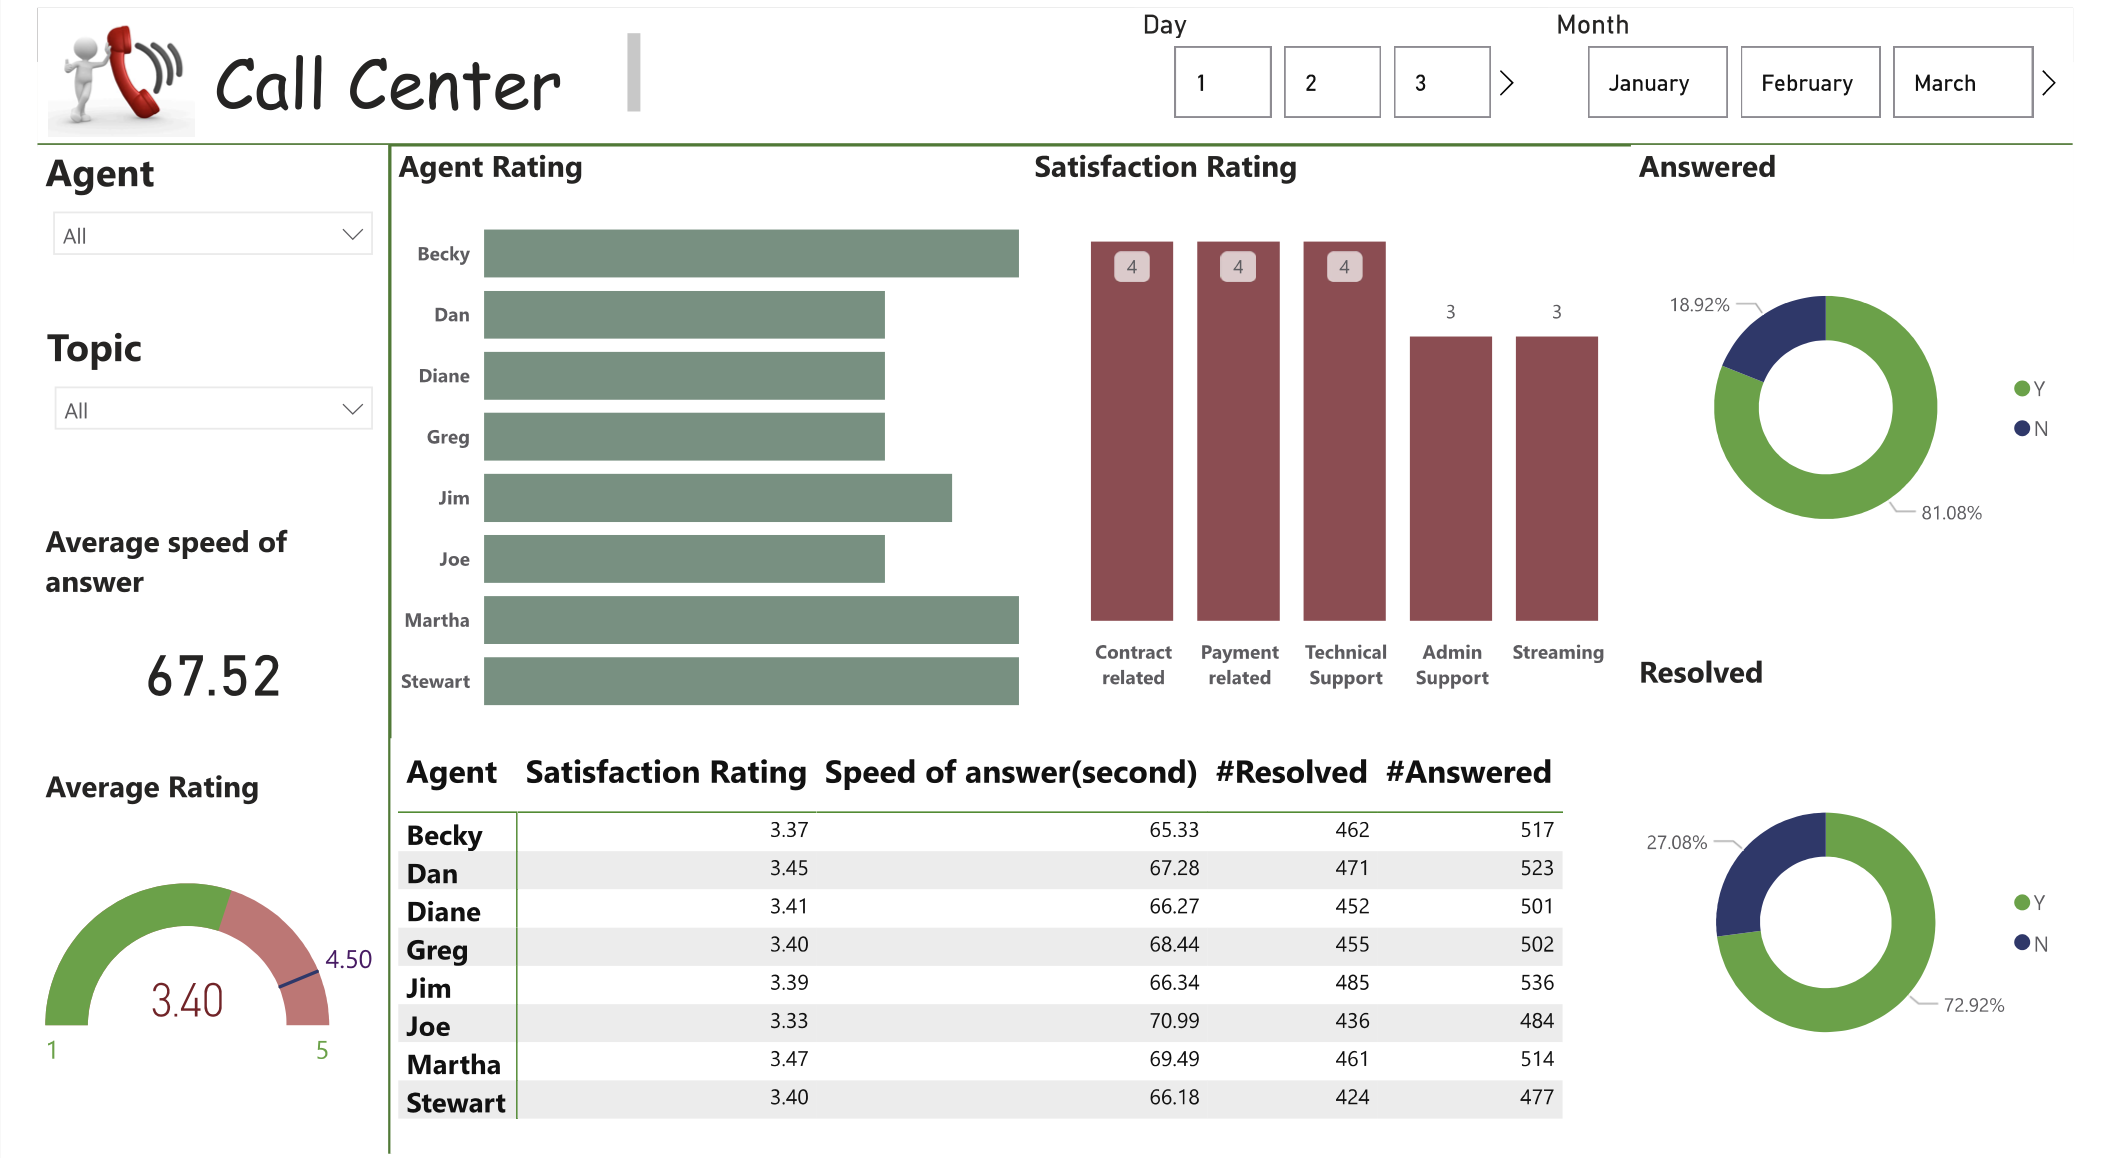 Call Center
Day
1
2
3
Month
January
February
March
Agent
All
Topic
All
Average speed of
answer
67.52
Average Rating
4.50
3.40
1
5
Agent Rating
Becky
Dan
Diane
Greg
Jim
Joe
Martha
Stewart
Satisfaction Rating
4
4
4
3
3
Contract
related
Payment
related
Technical
Support
Admin
Support
Streaming
Answered
18.92%
81.08%
Y
N
Resolved
27.08%
72.92%
Y
N
Agent Satisfaction Rating Speed of answer(second) #Resolved #Answered
Becky 3.37 65.33 462 517
Dan 3.45 67.28 471 523
Diane 3.41 66.27 452 501
Greg 3.40 68.44 455 502
Jim 3.39 66.34 485 536
Joe 3.33 70.99 436 484
Martha 3.47 69.49 461 514
Stewart 3.40 66.18 424 477